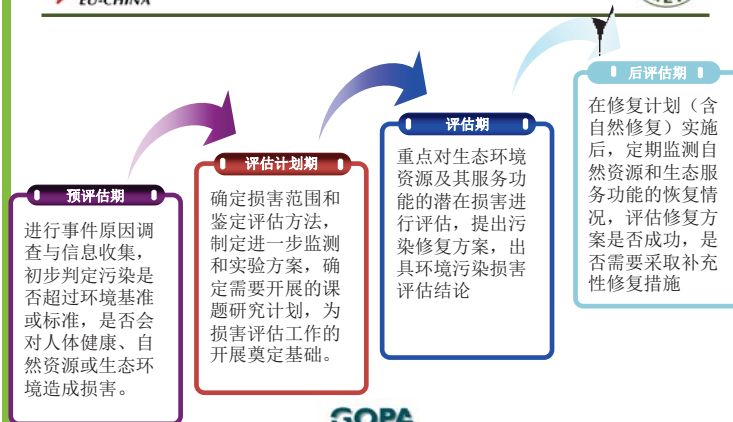 EU-CHINA
预评估期
进行事件原因调
查与信息收集，
初步判定污染是
否超过环境基准
或标准，是否会
对人体健康、自
然资源或生态环
境造成损害。
评估计划期
确定损害范围和
鉴定评估方法，
制定进一步监测
和实验方案，确
定需要开展的课
题研究计划，为
损害评估工作的
开展奠定基础。
评估期
重点对生态环境
资源及其服务功
能的潜在损害进
行评估，提出污
染修复方案，出
具环境污染损害
评估结论
后评估期
在修复计划（含
自然修复）实施
后，定期监测自
然资源和生态服
务功能的恢复情
况，评估修复方
案是否成功，是
否需要采取补充
性修复措施
GOPA